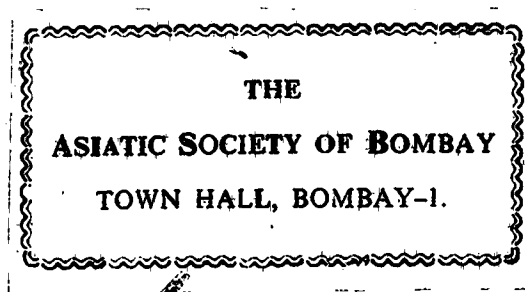 THE
ASIATIC SOCIETY OF BOMBAY
TOWN HALL, BOMBAY-1.